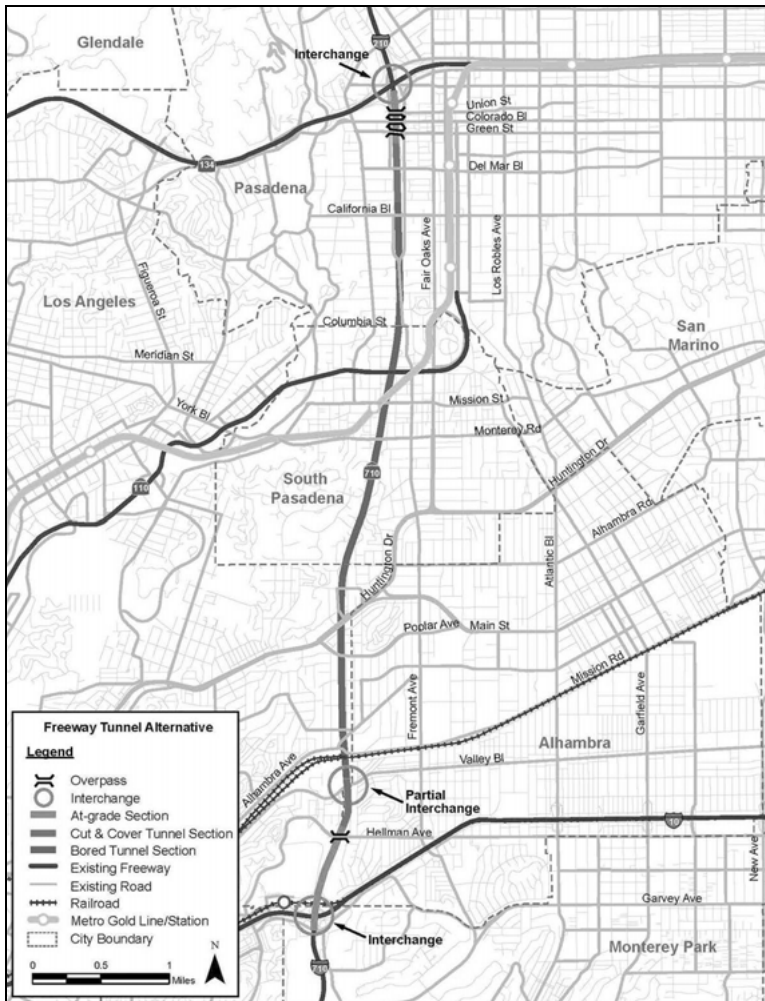 Glendale
210
Interchange
Union St
Colorado Bl
Green St
134
Del Mar Bl
Pasadena
California Bl
Fair Oaks Ave
Los Robles Ave
Figueroa St
Los Angeles
Columbia St
San
Marino
Meridian St
York Bl
Mission St
Monterey Rd
Huntington Dr
710
South
Pasadena
110
Alhambra Rd
Atlantic Bl
Huntington Dr
Poplar Ave
Main St
Mission Rd
Fremont Ave
Garfield Ave
Alhambra Ave
Alhambra
Valley Bl
Partial
Interchange
Hellman Ave
10
New Ave
Garvey Ave
Interchange
Monterey Park
710
Freeway Tunnel Alternative
Legend
Overpass
Interchange
At-grade Section
Cut & Cover Tunnel Section
Bored Tunnel Section
Existing Freeway
Existing Road
Railroad
Metro Gold Line/Station
City Boundary
N
0 0.5 1
Miles